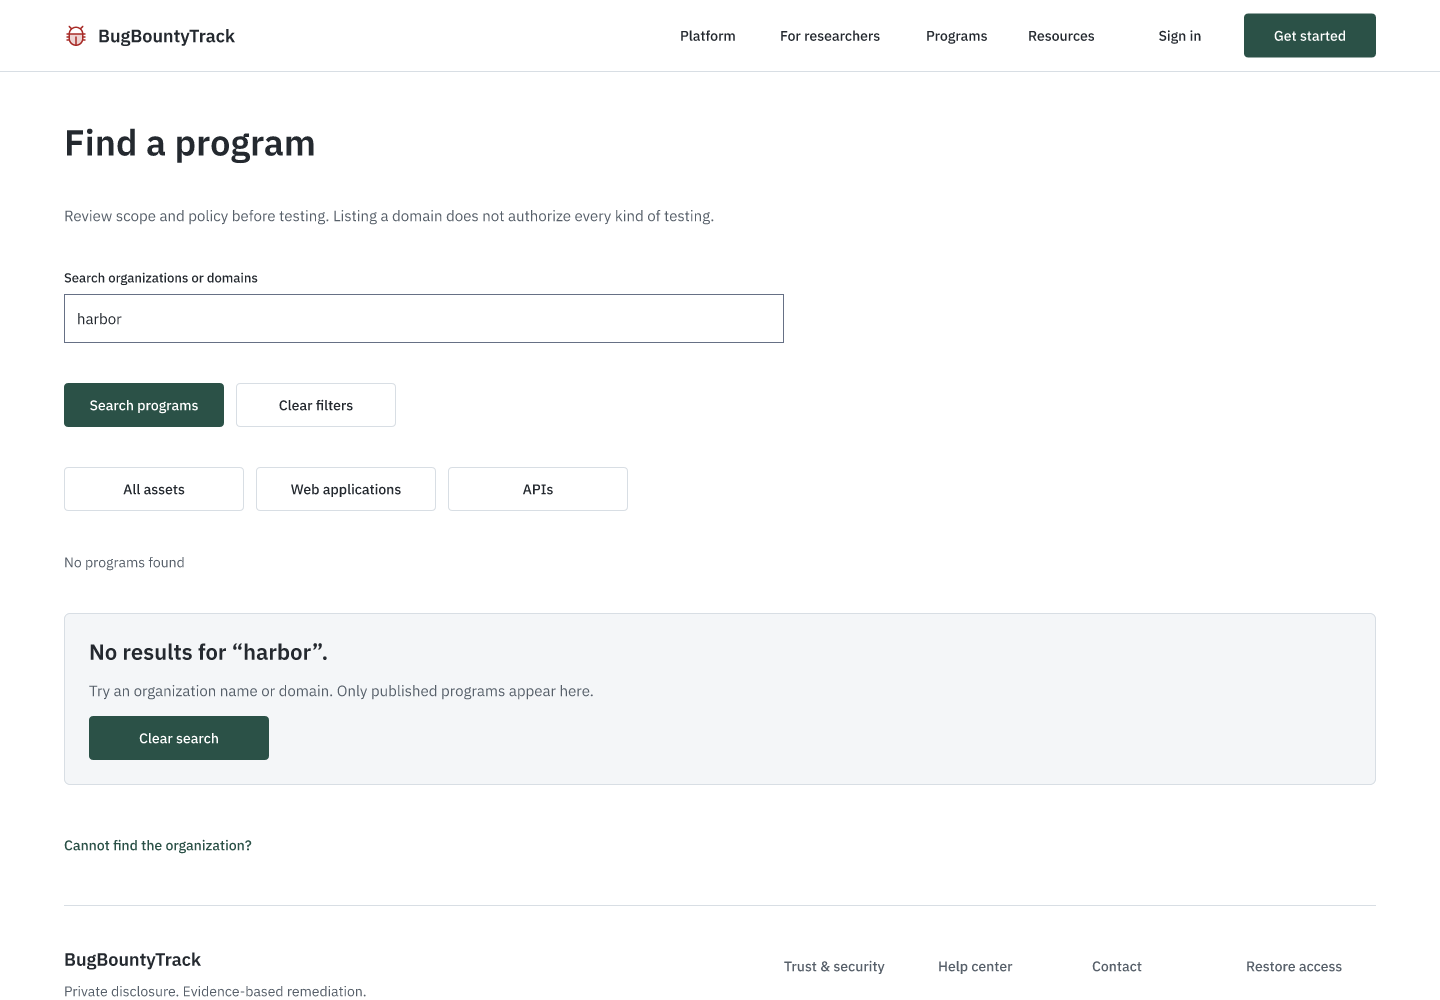 BugBountyTrack
Platform
For researchers
Programs
Resources
Sign in
Get started
Find a program
Review scope and policy before testing. Listing a domain does not authorize every kind of testing.
Search organizations or domains
harbor
Search programs
Clear filters
All assets
Web applications
APIs
No programs found
No results for “harbor”.
Try an organization name or domain. Only published programs appear here.
Clear search
Cannot find the organization?
BugBountyTrack
Private disclosure. Evidence-based remediation.
Trust & security
Help center
Contact
Restore access